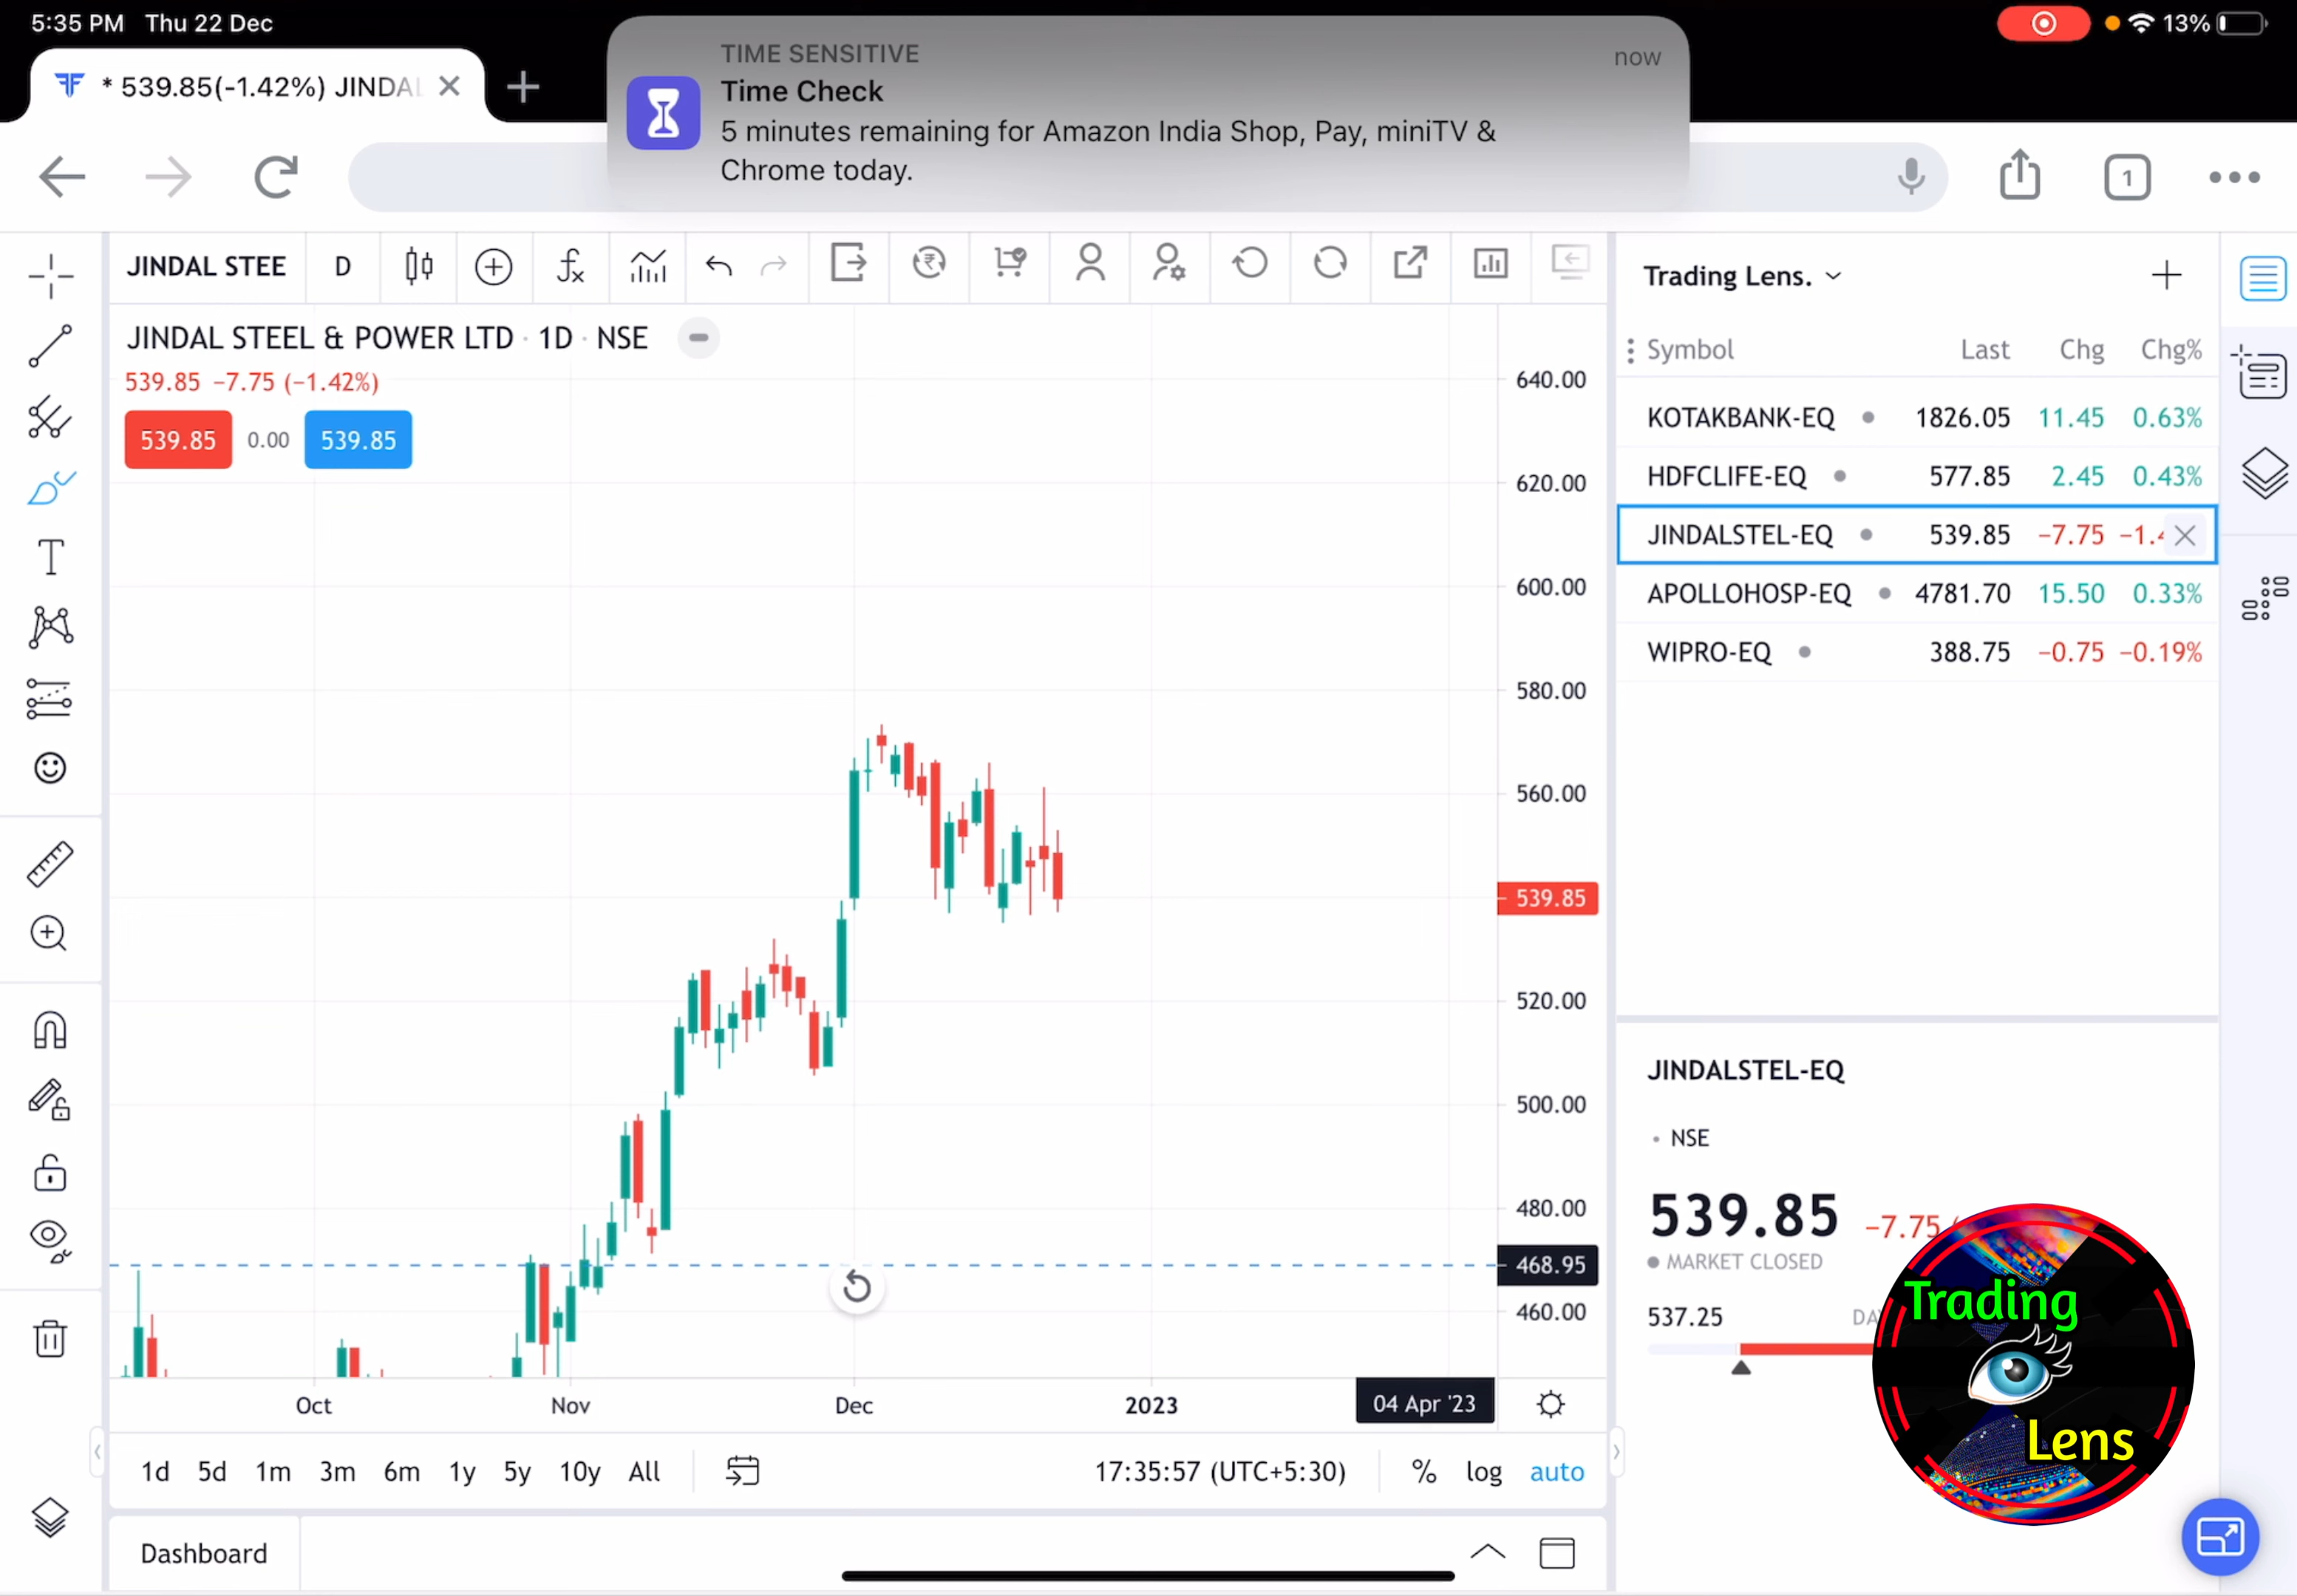 5:35 PM Thu 22 Dec
13%
TIME SENSITIVE
now
Time Check
5 minutes remaining for Amazon India Shop, Pay, miniTV &
Chrome today.
* 539.85(-1.42%) JINDAL
1
JINDAL STEE D
JINDAL STEEL & POWER LTD · 1D · NSE
539.85 −7.75 (−1.42%)
539.85 0.00 539.85
640.00
620.00
600.00
580.00
560.00
539.85
520.00
500.00
480.00
468.95
460.00
Oct Nov Dec 2023 04 Apr '23
1d 5d 1m 3m 6m 1y 5y 10y All
17:35:57 (UTC+5:30) % log auto
Dashboard
Trading Lens.
Symbol Last Chg Chg%
KOTAKBANK-EQ 1826.05 11.45 0.63%
HDFCLIFE-EQ 577.85 2.45 0.43%
JINDALSTEL-EQ 539.85 −7.75 −1.4
APOLLOHOSP-EQ 4781.70 15.50 0.33%
WIPRO-EQ 388.75 −0.75 −0.19%
JINDALSTEL-EQ
• NSE
539.85 −7.75
MARKET CLOSED
537.25
Trading
Lens